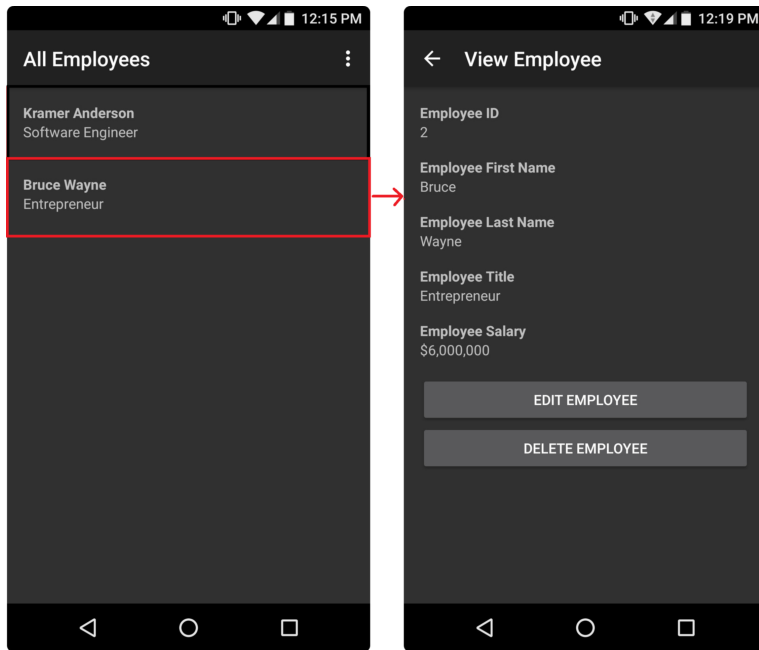 12:15 PM
All Employees
Kramer Anderson
Software Engineer
Bruce Wayne
Entrepreneur
12:19 PM
View Employee
Employee ID
2
Employee First Name
Bruce
Employee Last Name
Wayne
Employee Title
Entrepreneur
Employee Salary
$6,000,000
EDIT EMPLOYEE
DELETE EMPLOYEE